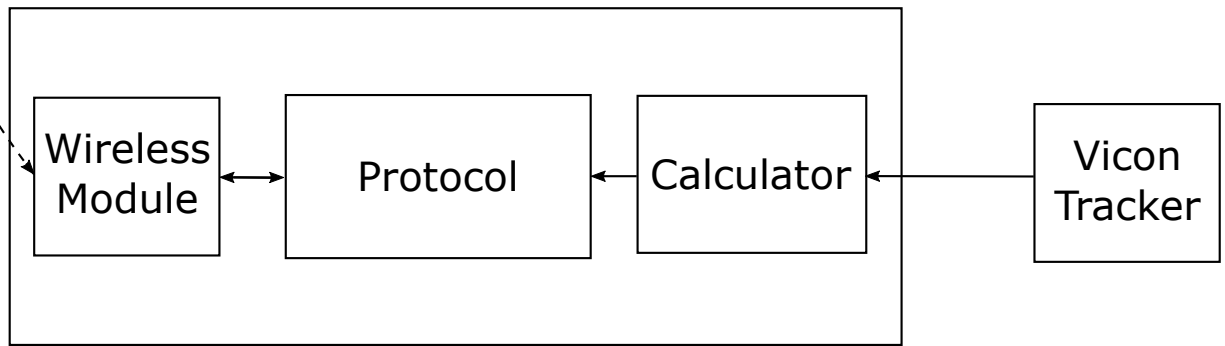 Wireless
Module
Protocol
Calculator
Vicon
Tracker